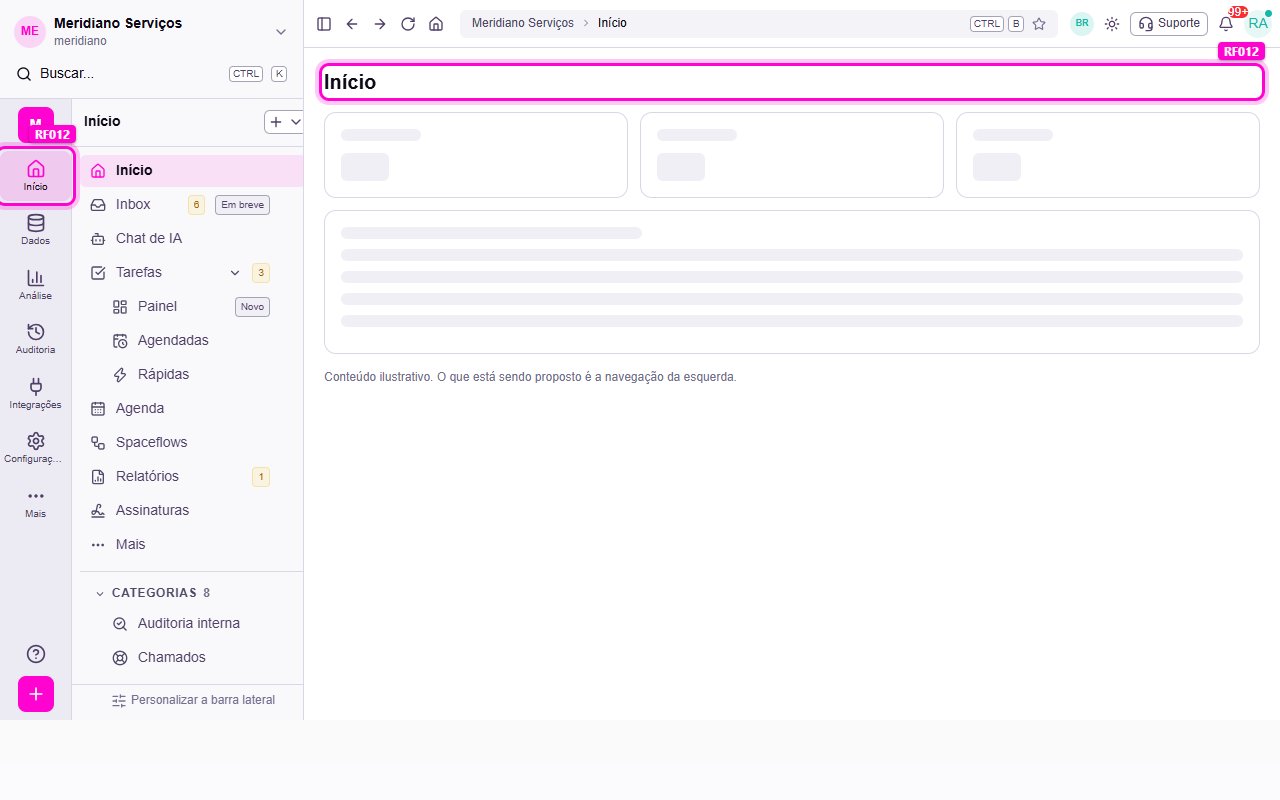 ME
Meridiano Serviços
meridiano
Buscar...
CTRL K
Meridiano Serviços > Início
CTRL B
BR
Suporte
99+
RA
RF012
Início
M
RF012
Início
Dados
Análise
Auditoria
Integrações
Configuraç...
Mais
Início
Início
Inbox 6 Em breve
Chat de IA
Tarefas 3
Painel Novo
Agendadas
Rápidas
Agenda
Spaceflows
Relatórios 1
Assinaturas
Mais
CATEGORIAS 8
Auditoria interna
Chamados
Personalizar a barra lateral
Conteúdo ilustrativo. O que está sendo proposto é a navegação da esquerda.